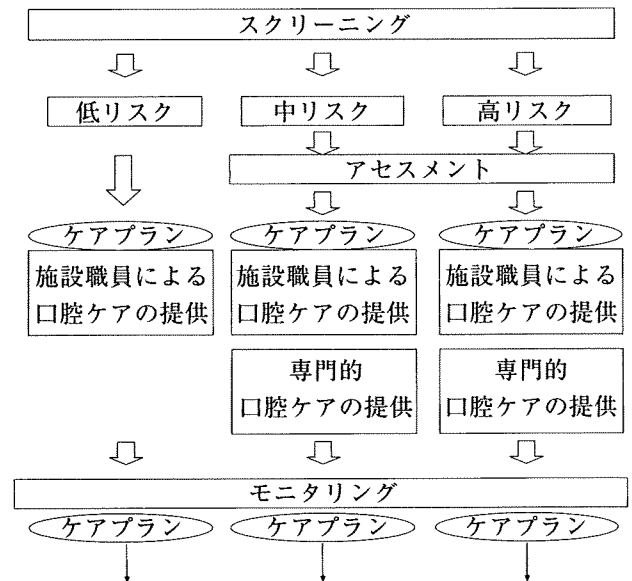 スクリーニング
低リスク
中リスク
高リスク
アセスメント
ケアプラン
ケアプラン
ケアプラン
施設職員による
口腔ケアの提供
施設職員による
口腔ケアの提供
施設職員による
口腔ケアの提供
専門的
口腔ケアの提供
専門的
口腔ケアの提供
モニタリング
ケアプラン
ケアプラン
ケアプラン